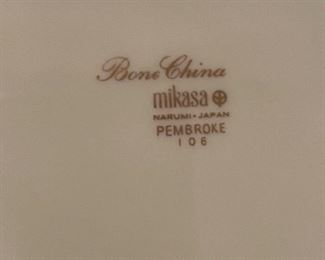 Bone China
mikasa
NARUMI · JAPAN
PEMBROKE
106